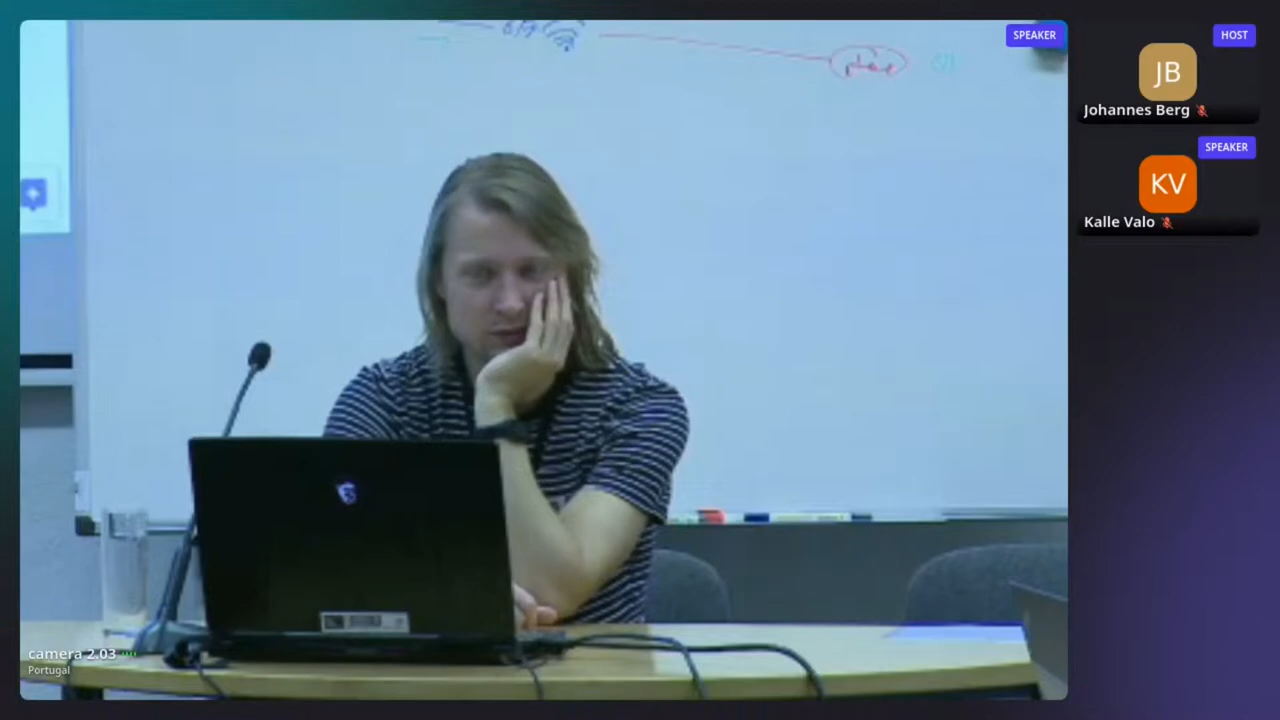 SPEAKER
HOST
JB
Johannes Berg
SPEAKER
KV
Kalle Valo
camera 2.03
Portugal